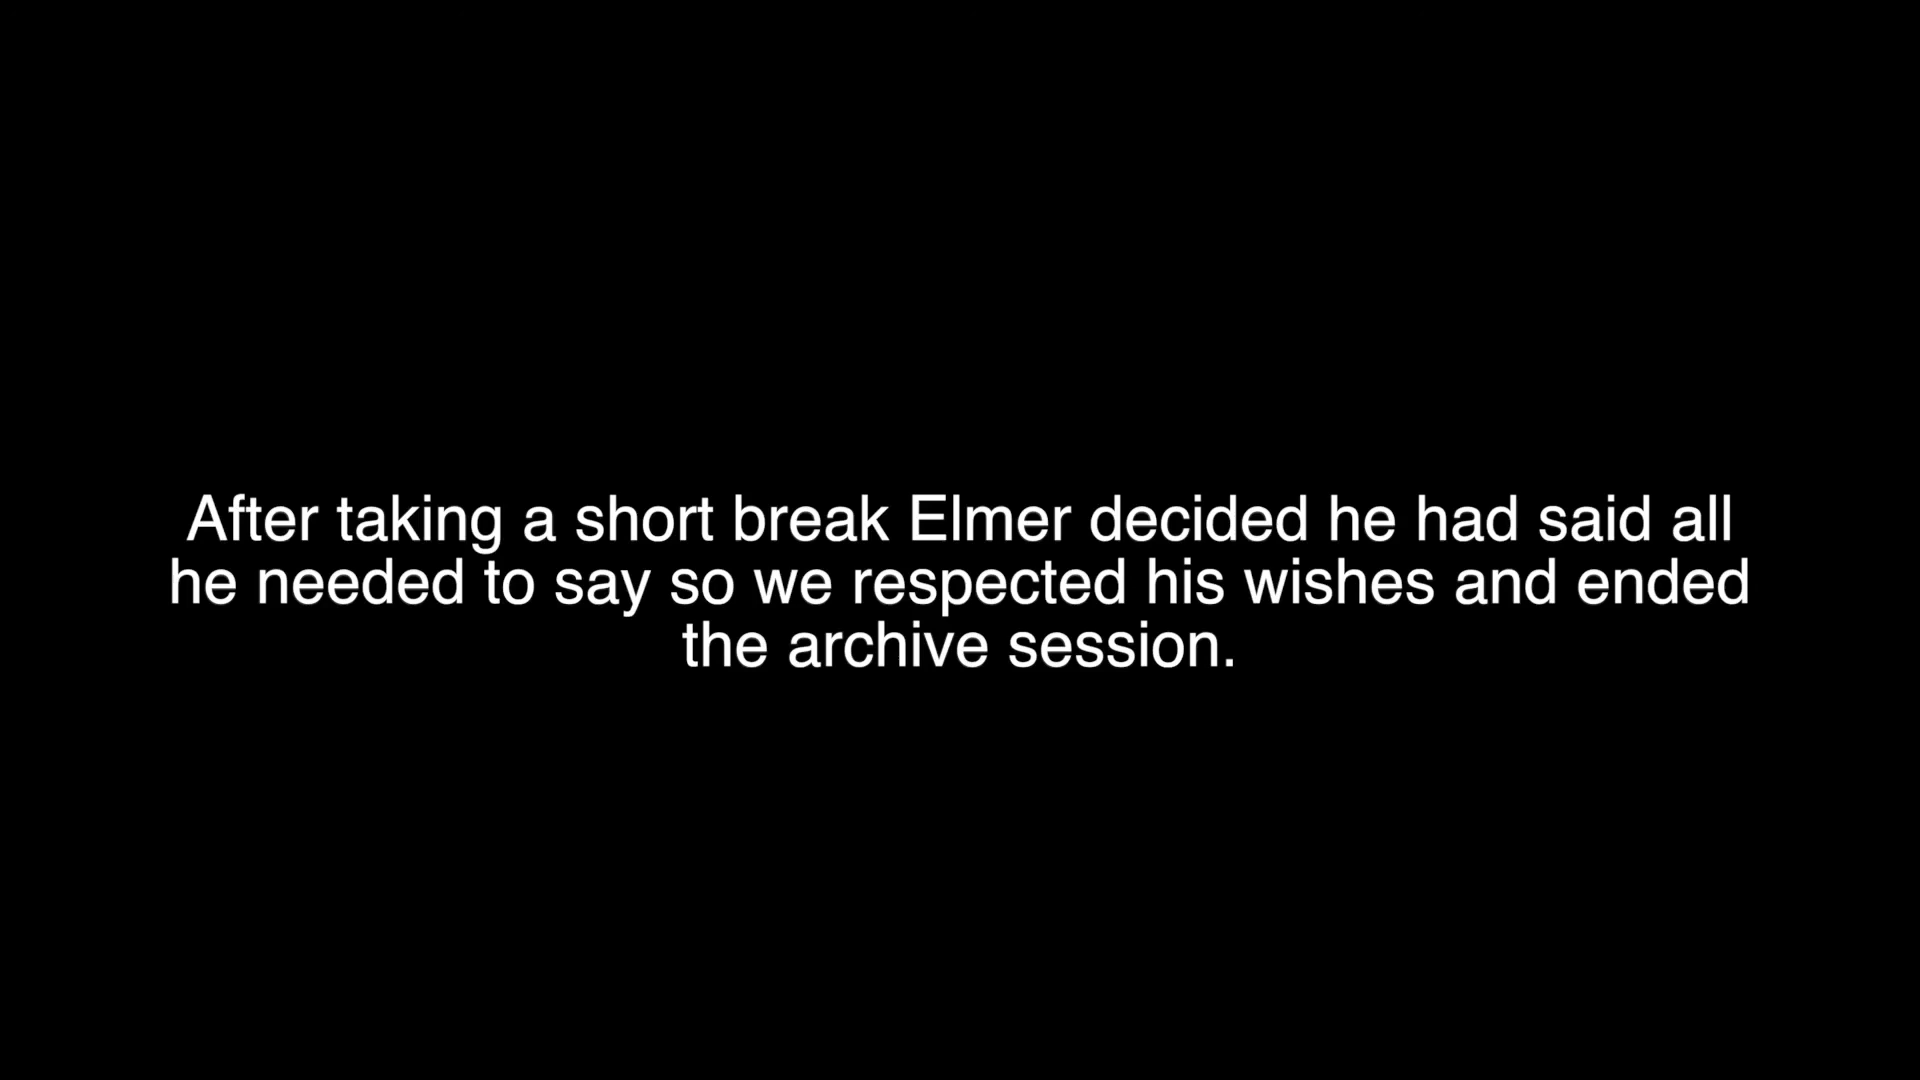 After taking a short break Elmer decided he had said all
he needed to say so we respected his wishes and ended
the archive session.